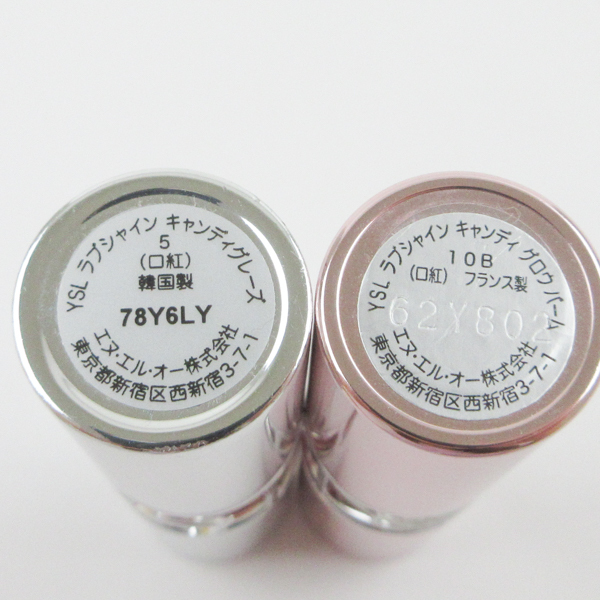 YSL ラブシャイン キャンディグレーズ
5
(口紅)
韓国製
78Y6LY
エヌ・エル・オー株式会社
東京都新宿区西新宿3-7-1
YSL ラブシャイン キャンディ グロウ バーム
10B
(口紅) フランス製
62Y802
エヌ・エル・オー株式会社
東京都新宿区西新宿3-7-1